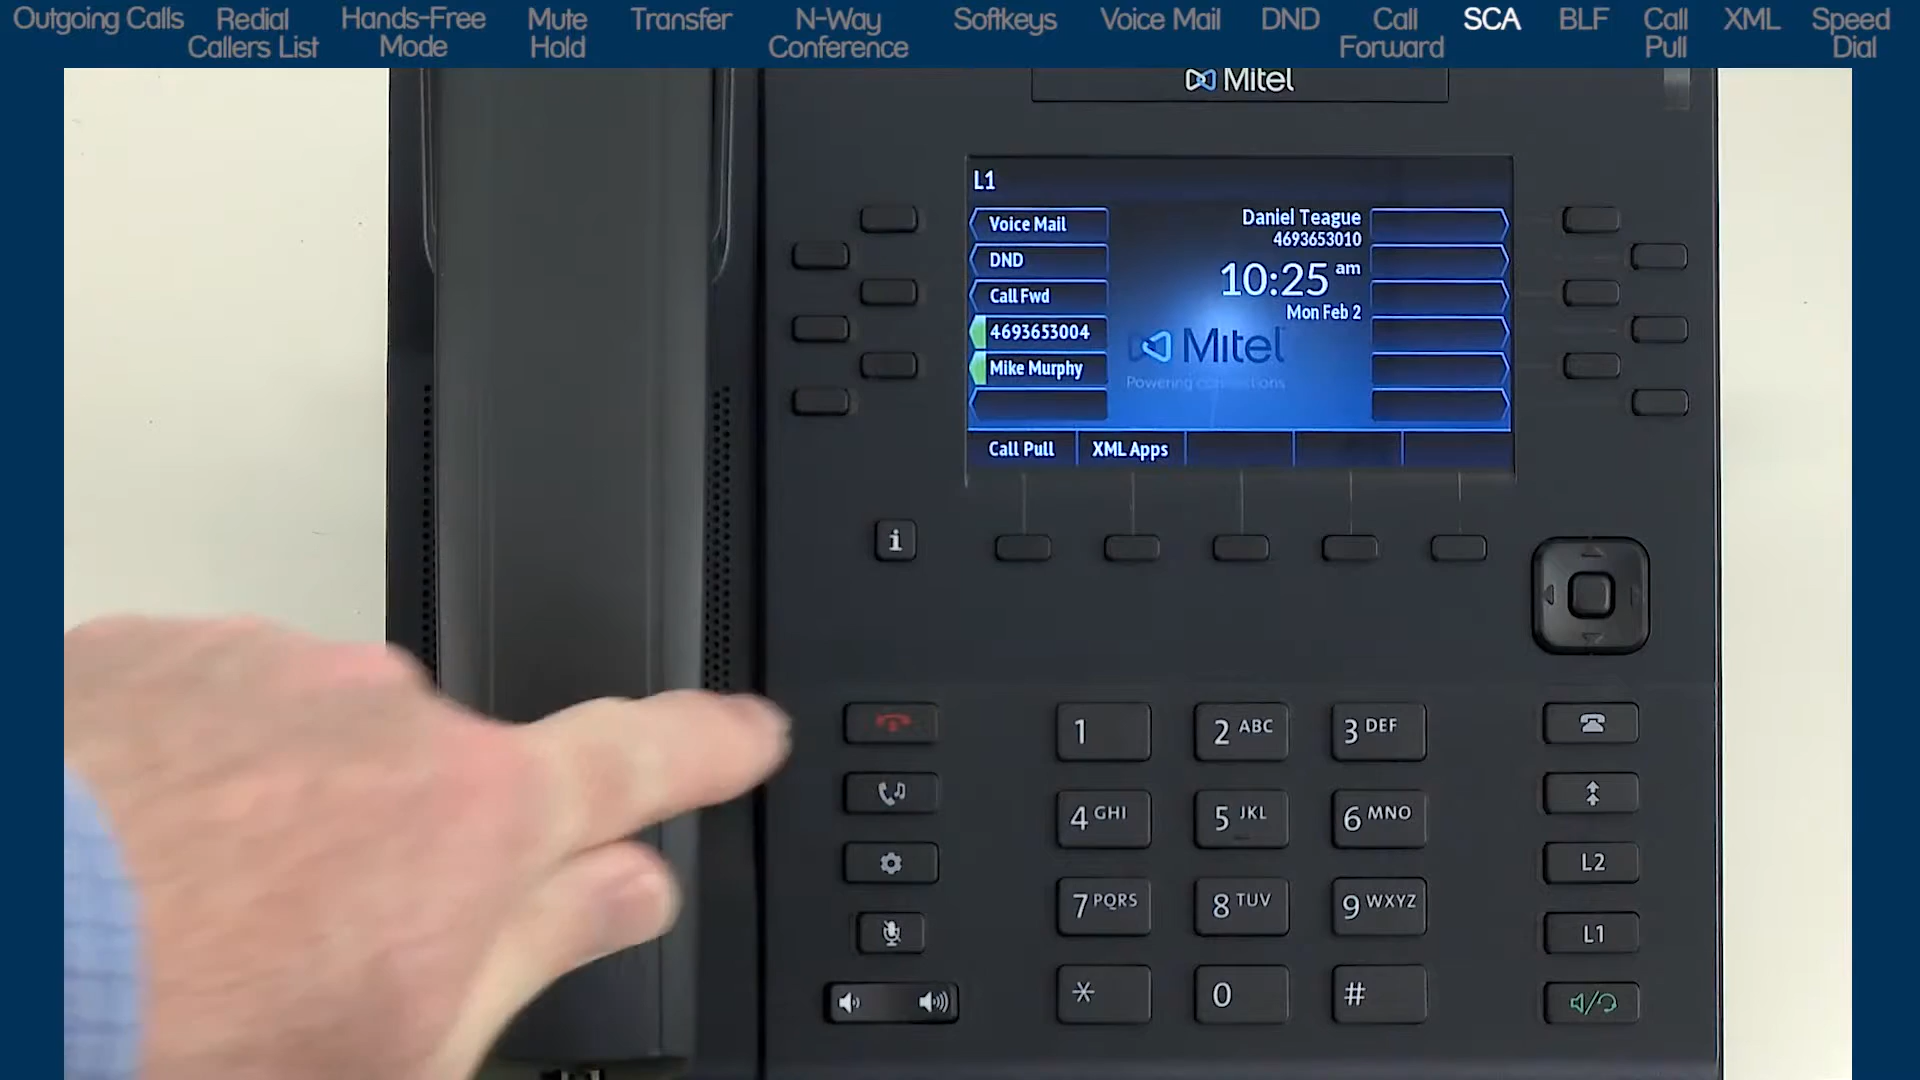 Outgoing Calls
Redial
Callers List
Hands-Free
Mode
Mute
Hold
Transfer
N-Way
Conference
Softkeys
Voice Mail
DND
Call
Forward
SCA
BLF
Call
Pull
XML
Speed
Dial
Mitel
L1
Voice Mail
DND
Call Fwd
4693653004
Mike Murphy
Daniel Teague
4693653010
10:25 am
Mon Feb 2
Mitel
Powering connections
Call Pull
XML Apps
i
1
2 ABC
3 DEF
4 GHI
5 JKL
6 MNO
7 PQRS
8 TUV
9 WXYZ
*
0
#
L2
L1